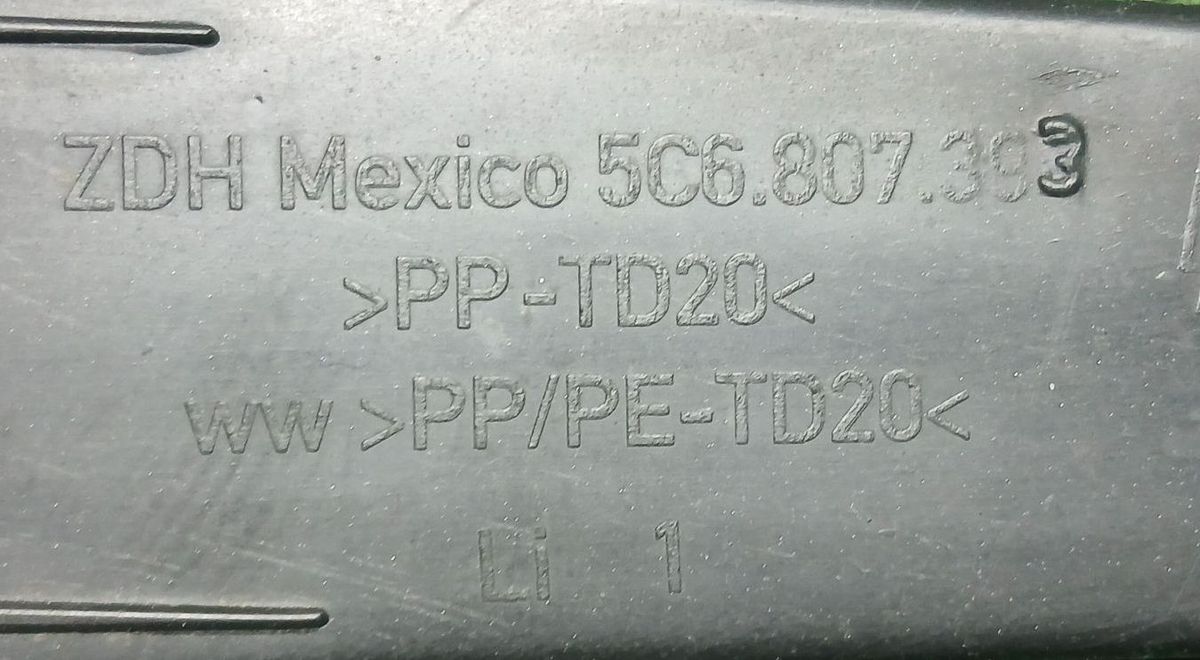 ZDH Mexico 5C6.807.393
>PP-TD20<
ww >PP/PE-TD20<
Li 1